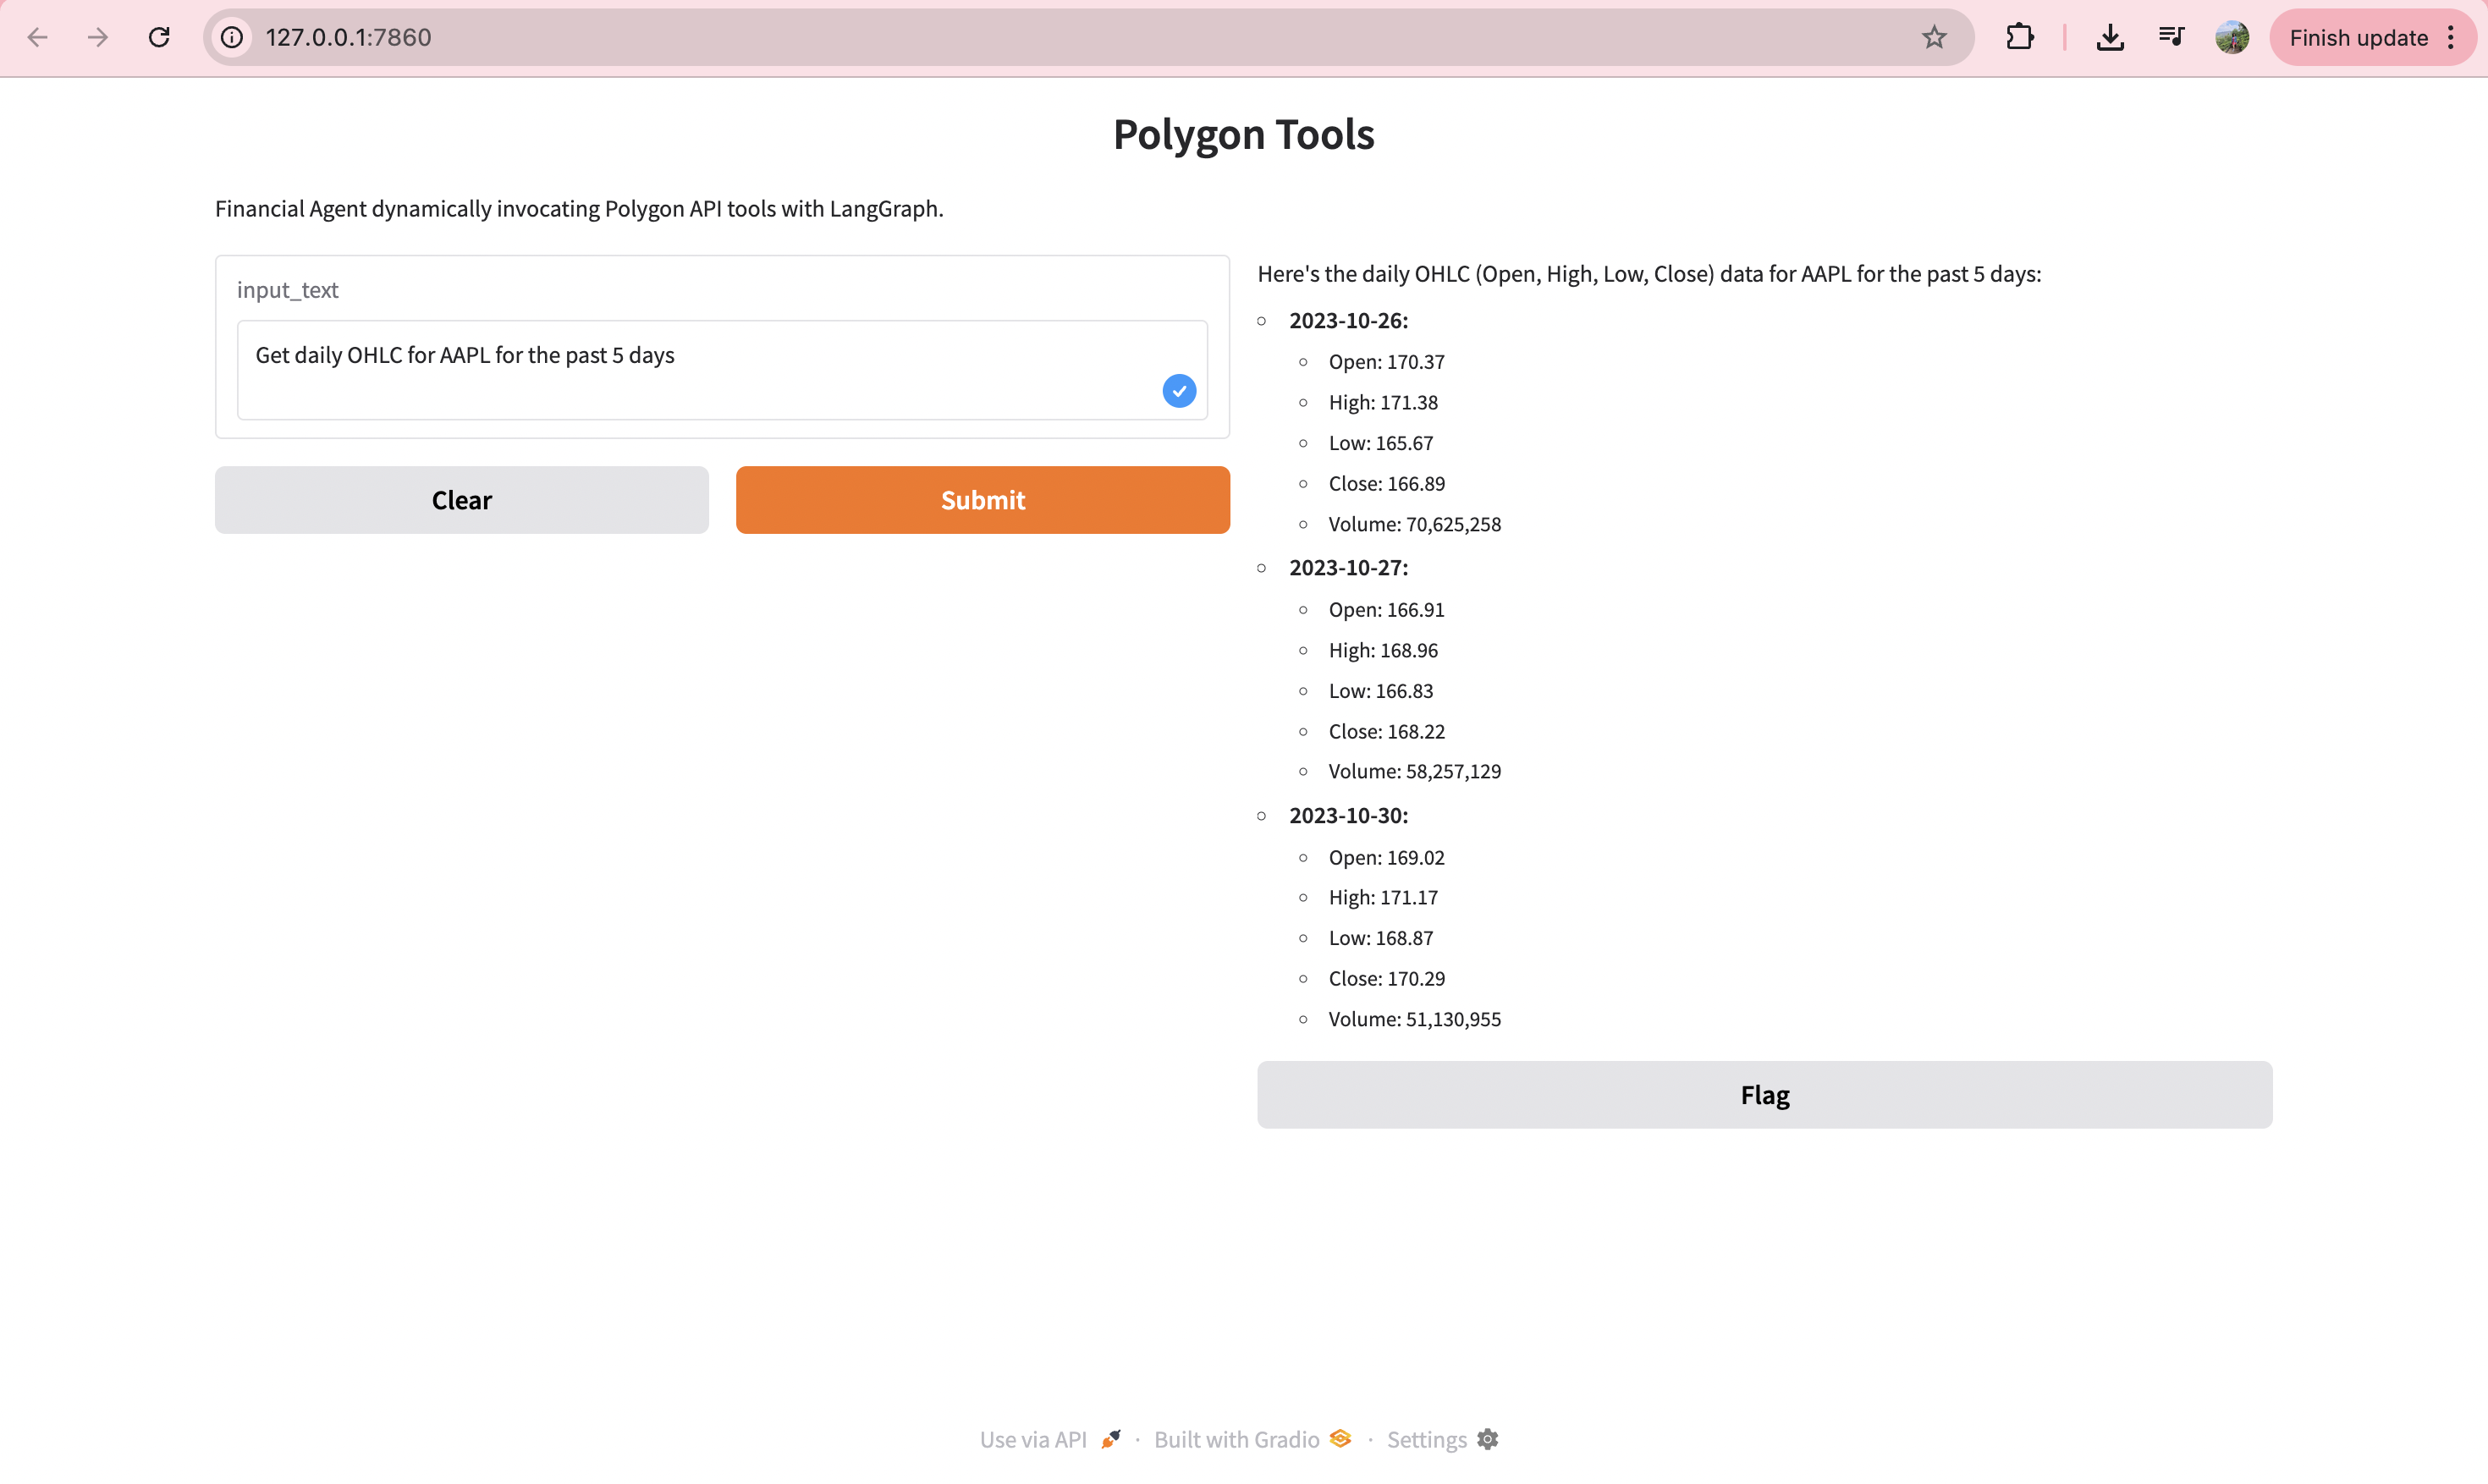 127.0.0.1:7860
Finish update
Polygon Tools
Financial Agent dynamically invocating Polygon API tools with LangGraph.
input_text
Get daily OHLC for AAPL for the past 5 days
Clear
Submit
Here's the daily OHLC (Open, High, Low, Close) data for AAPL for the past 5 days:
2023-10-26:
Open: 170.37
High: 171.38
Low: 165.67
Close: 166.89
Volume: 70,625,258
2023-10-27:
Open: 166.91
High: 168.96
Low: 166.83
Close: 168.22
Volume: 58,257,129
2023-10-30:
Open: 169.02
High: 171.17
Low: 168.87
Close: 170.29
Volume: 51,130,955
Flag
Use via API · Built with Gradio · Settings